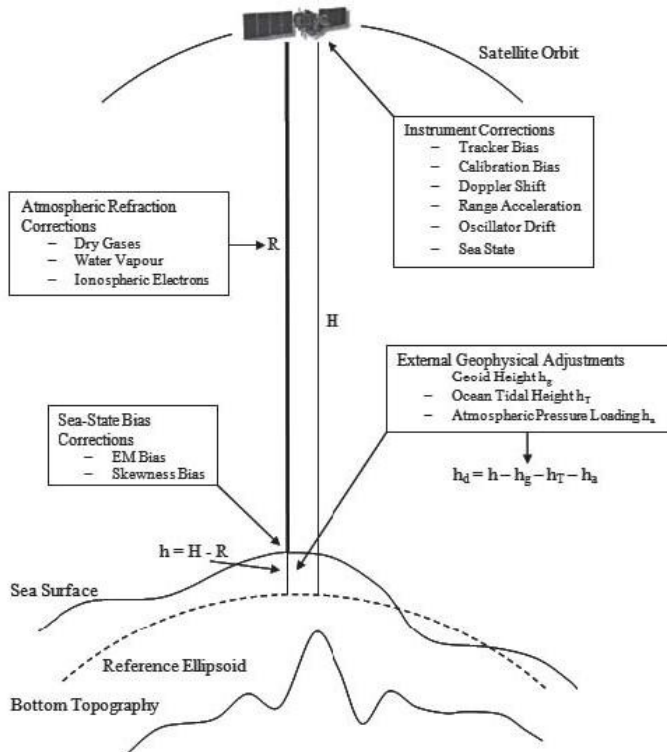 Satellite Orbit
Instrument Corrections
– Tracker Bias
– Calibration Bias
– Doppler Shift
– Range Acceleration
– Oscillator Drift
– Sea State
Atmospheric Refraction
Corrections
– Dry Gases
– Water Vapour
– Ionospheric Electrons
R
H
External Geophysical Adjustments
Geoid Height hg
– Ocean Tidal Height hT
– Atmospheric Pressure Loading ha
hd = h – hg – hT – ha
Sea-State Bias
Corrections
– EM Bias
– Skewness Bias
h = H - R
Sea Surface
Reference Ellipsoid
Bottom Topography